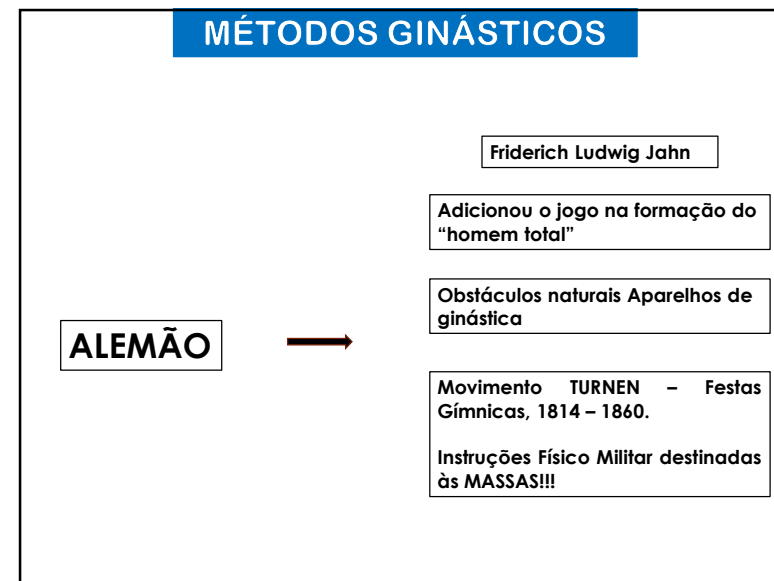 MÉTODOS GINÁSTICOS
Friderich Ludwig Jahn
Adicionou o jogo na formação do
“homem total”
Obstáculos naturais Aparelhos de
ginástica
ALEMÃO
Movimento TURNEN – Festas
Gímnicas, 1814 – 1860.
Instruções Físico Militar destinadas
às MASSAS!!!